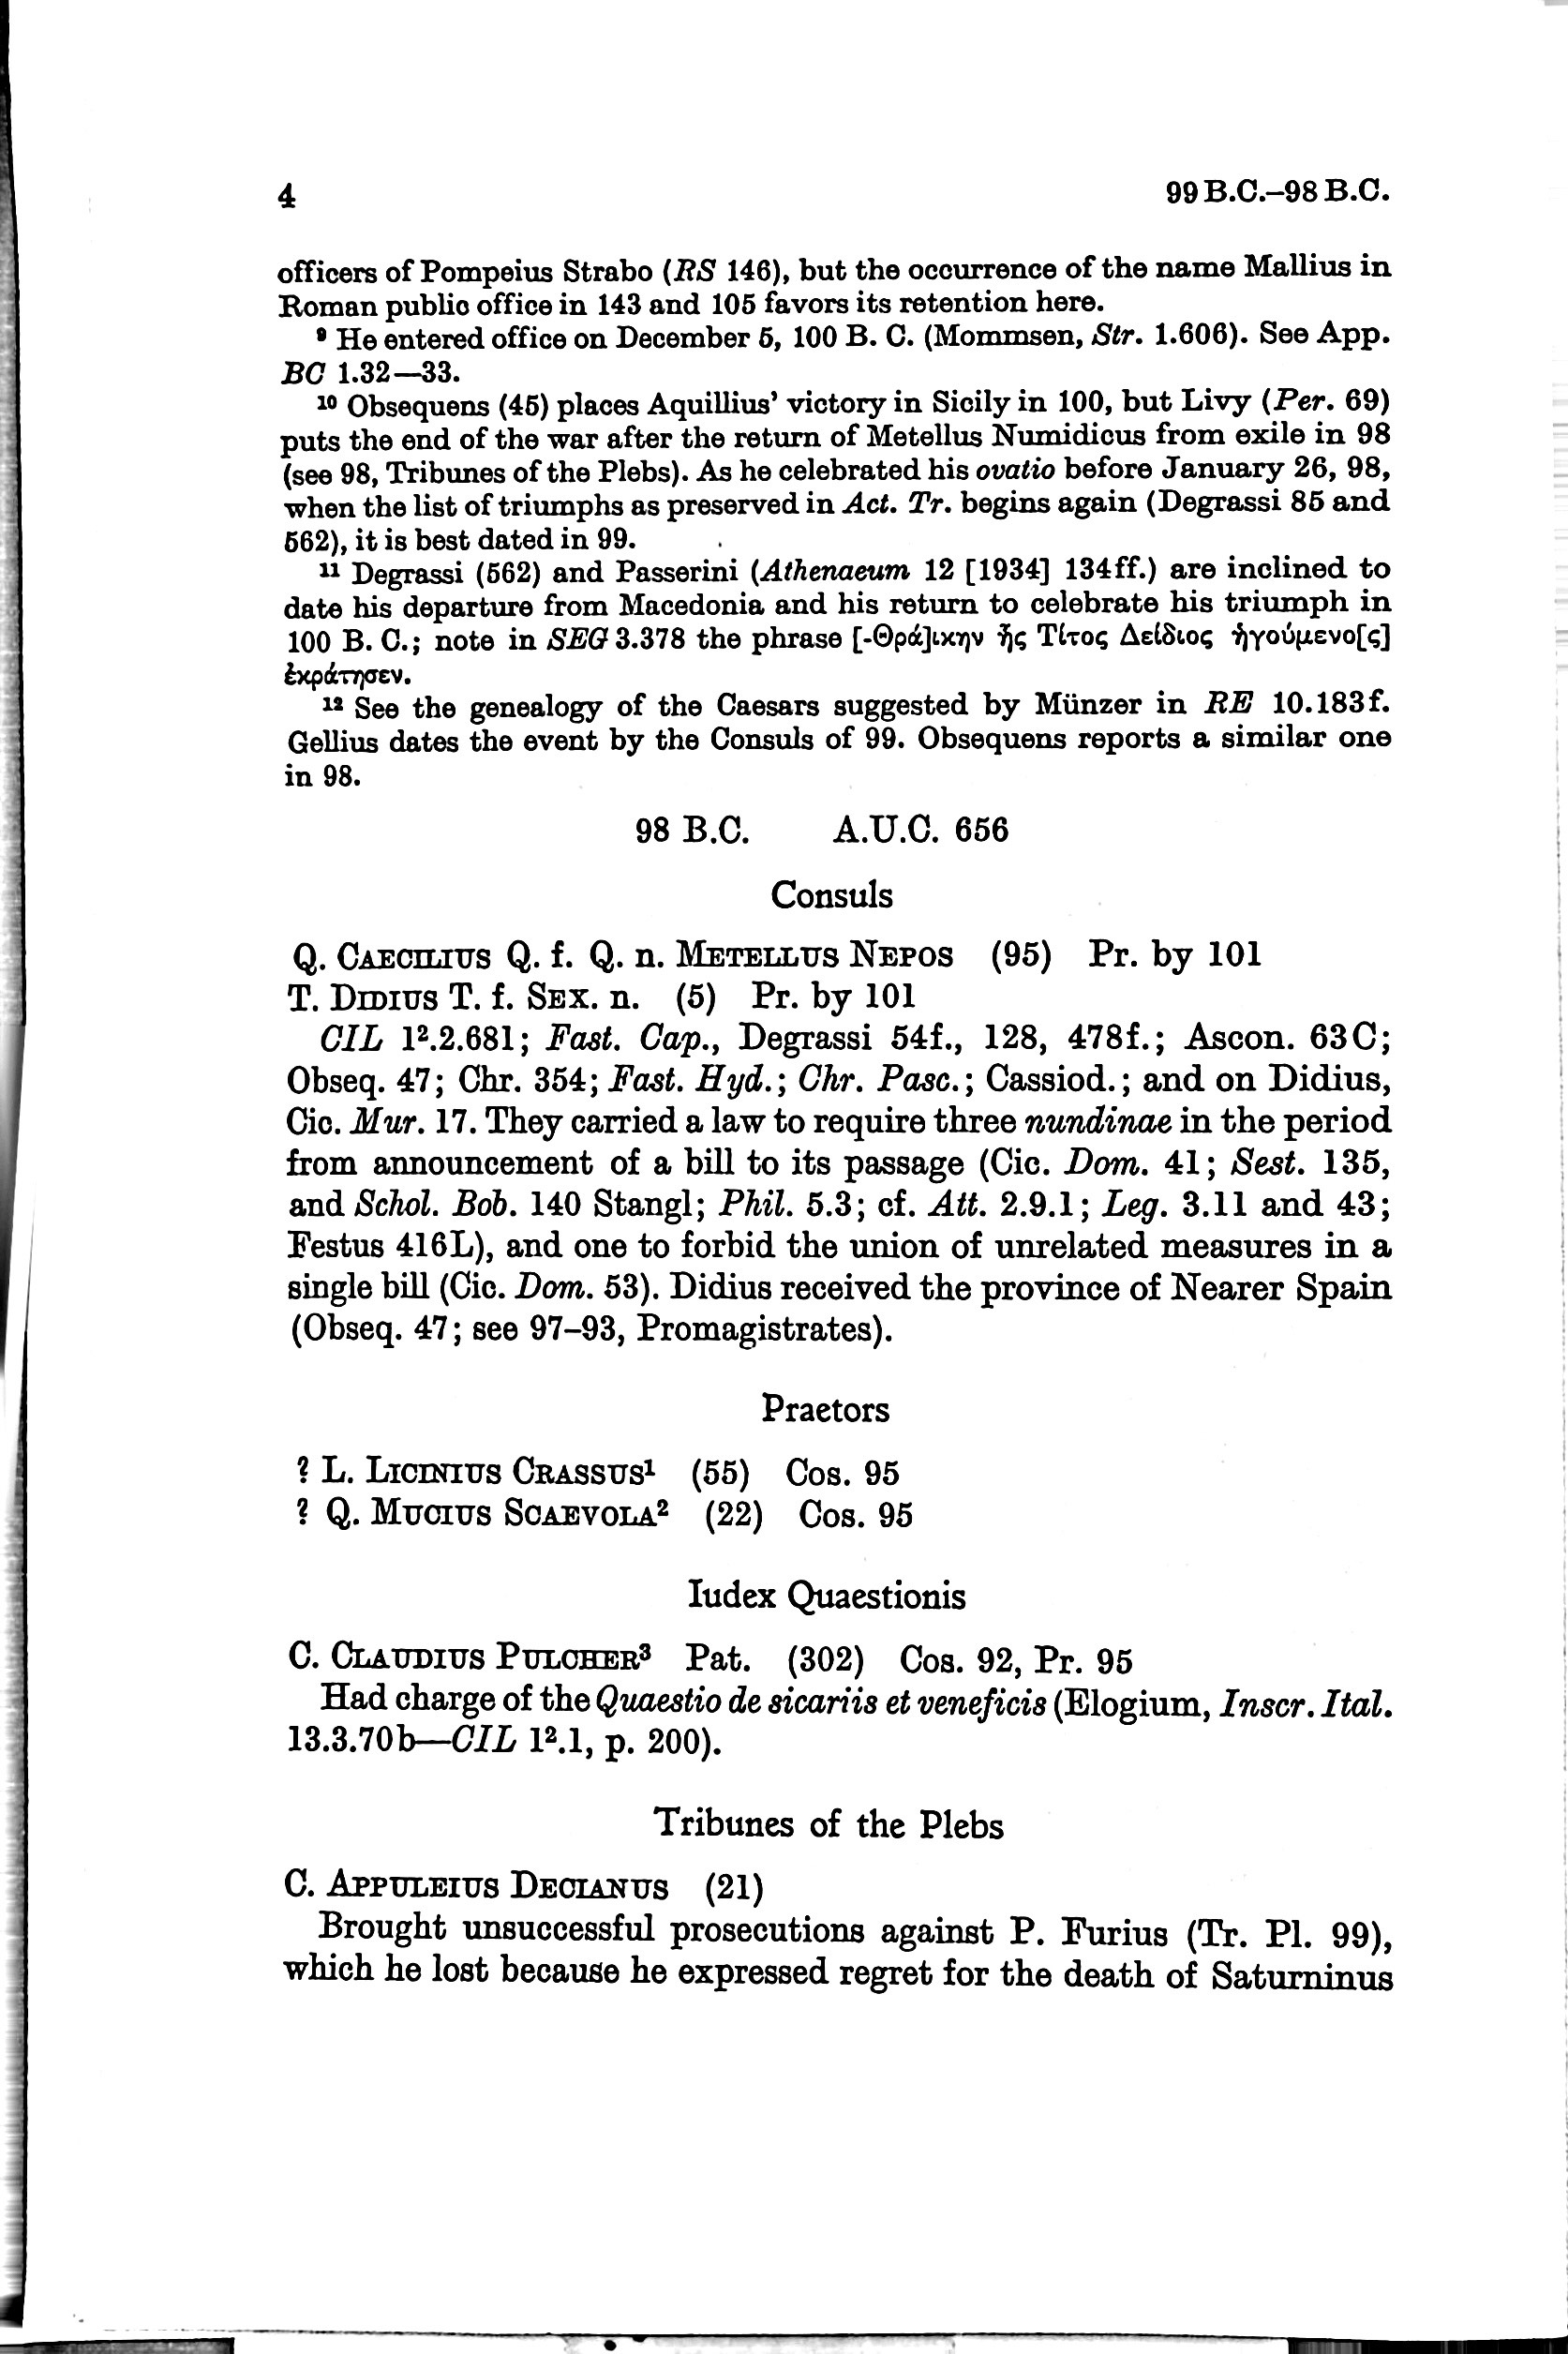 4 99 B.C.–98 B.C.
officers of Pompeius Strabo (RS 146), but the occurrence of the name Mallius in
Roman public office in 143 and 105 favors its retention here.
⁹ He entered office on December 5, 100 B. C. (Mommsen, Str. 1.606). See App.
BC 1.32—33.
¹⁰ Obsequens (45) places Aquillius’ victory in Sicily in 100, but Livy (Per. 69)
puts the end of the war after the return of Metellus Numidicus from exile in 98
(see 98, Tribunes of the Plebs). As he celebrated his ovatio before January 26, 98,
when the list of triumphs as preserved in Act. Tr. begins again (Degrassi 85 and
562), it is best dated in 99.
¹¹ Degrassi (562) and Passerini (Athenaeum 12 [1934] 134ff.) are inclined to
date his departure from Macedonia and his return to celebrate his triumph in
100 B. C.; note in SEG 3.378 the phrase [-Θρά]ικην ἧς Τίτος Δείδιος ἡγούμενο[ς]
ἐκράτησεν.
¹² See the genealogy of the Caesars suggested by Münzer in RE 10.183f.
Gellius dates the event by the Consuls of 99. Obsequens reports a similar one
in 98.
98 B.C. A.U.C. 656
Consuls
Q. CAECILIUS Q. f. Q. n. METELLUS NEPOS (95) Pr. by 101
T. DIDIUS T. f. SEX. n. (5) Pr. by 101
CIL 1².2.681; Fast. Cap., Degrassi 54f., 128, 478f.; Ascon. 63C;
Obseq. 47; Chr. 354; Fast. Hyd.; Chr. Pasc.; Cassiod.; and on Didius,
Cic. Mur. 17. They carried a law to require three nundinae in the period
from announcement of a bill to its passage (Cic. Dom. 41; Sest. 135,
and Schol. Bob. 140 Stangl; Phil. 5.3; cf. Att. 2.9.1; Leg. 3.11 and 43;
Festus 416L), and one to forbid the union of unrelated measures in a
single bill (Cic. Dom. 53). Didius received the province of Nearer Spain
(Obseq. 47; see 97–93, Promagistrates).
Praetors
? L. LICINIUS CRASSUS¹ (55) Cos. 95
? Q. MUCIUS SCAEVOLA² (22) Cos. 95
Iudex Quaestionis
C. CLAUDIUS PULCHER³ Pat. (302) Cos. 92, Pr. 95
Had charge of the Quaestio de sicariis et veneficis (Elogium, Inscr. Ital.
13.3.70b—CIL 1².1, p. 200).
Tribunes of the Plebs
C. APPULEIUS DECIANUS (21)
Brought unsuccessful prosecutions against P. Furius (Tr. Pl. 99),
which he lost because he expressed regret for the death of Saturninus